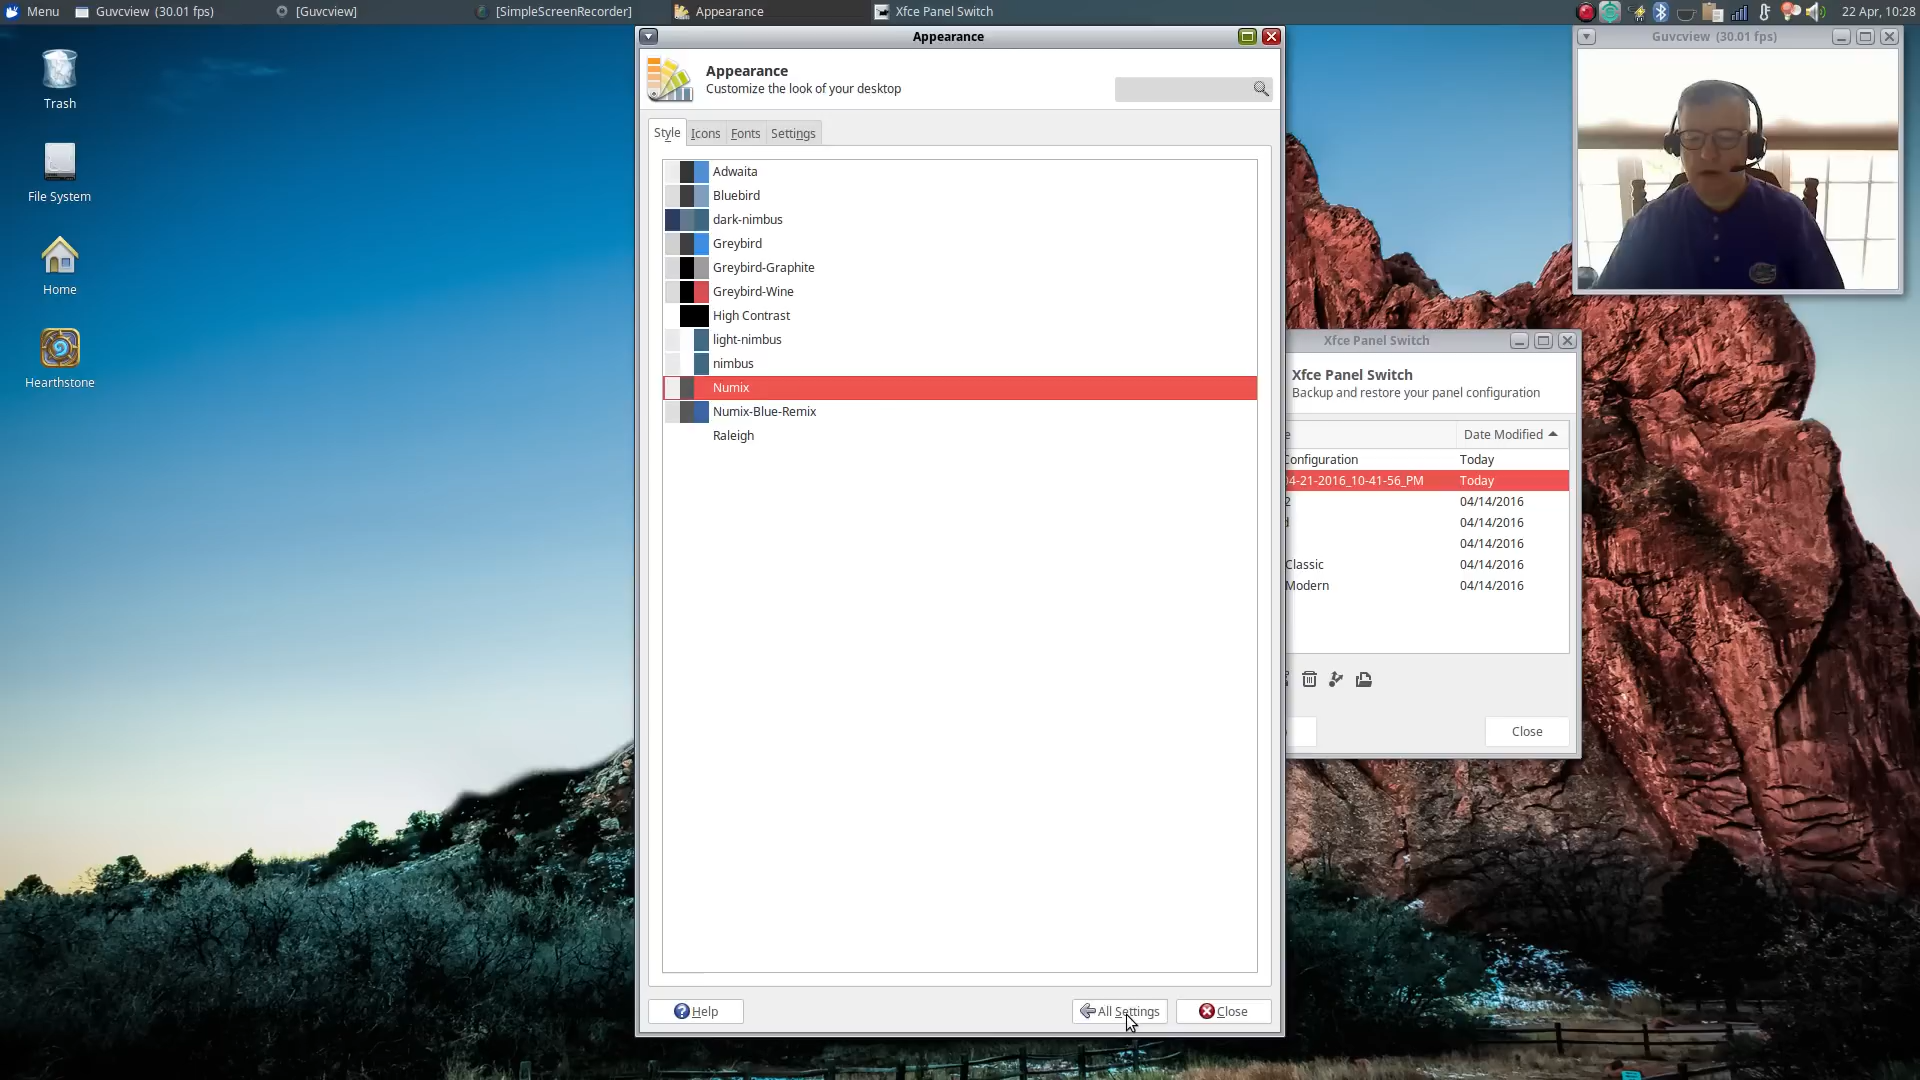 Menu
Guvcview (30.01 fps)
[Guvcview]
[SimpleScreenRecorder]
Appearance
Xfce Panel Switch
22 Apr, 10:28
Trash
File System
Home
Hearthstone
Appearance
Appearance
Customize the look of your desktop
Style
Icons
Fonts
Settings
Adwaita
Bluebird
dark-nimbus
Greybird
Greybird-Graphite
Greybird-Wine
High Contrast
light-nimbus
nimbus
Numix
Numix-Blue-Remix
Raleigh
Help
All Settings
Close
Guvcview (30.01 fps)
Xfce Panel Switch
Xfce Panel Switch
Backup and restore your panel configuration
e Date Modified
Configuration Today
04-21-2016_10-41-56_PM Today
2 04/14/2016
d 04/14/2016
04/14/2016
Classic 04/14/2016
Modern 04/14/2016
Close